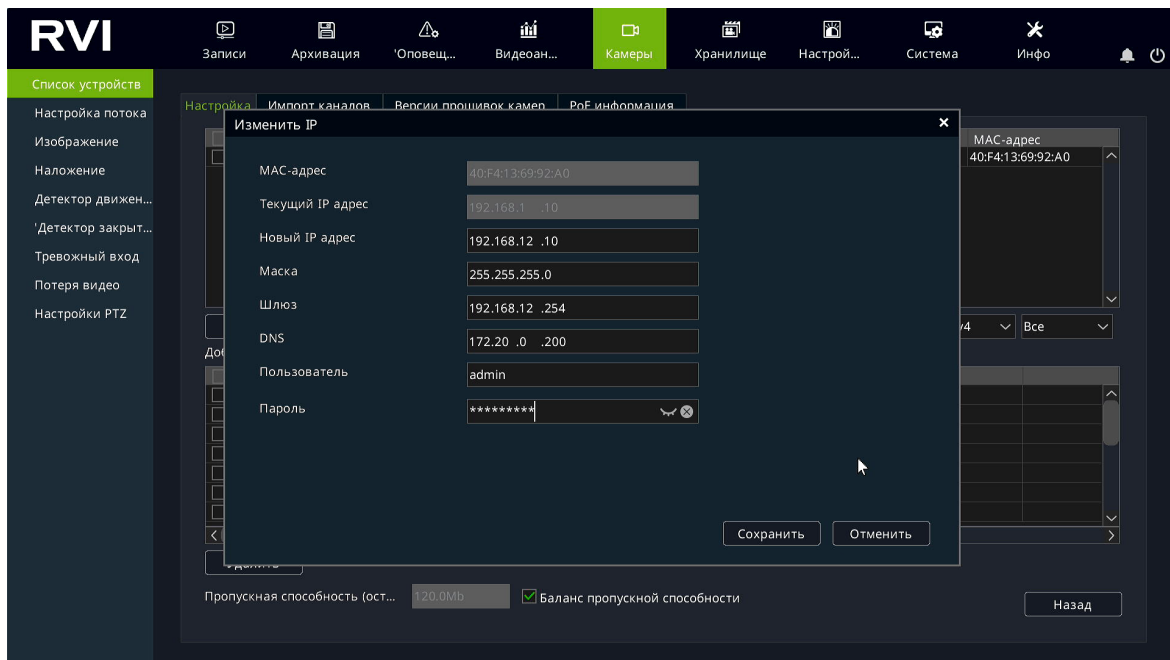 RVI
Записи
Архивация
'Оповещ...
Видеоан...
Камеры
Хранилище
Настрой...
Система
Инфо
Список устройств
Настройка потока
Изображение
Наложение
Детектор движен...
'Детектор закрыт...
Тревожный вход
Потеря видео
Настройки PTZ
Настройка
Импорт каналов
Версии прошивок камер
PoE информация
Изменить IP
MAC-адрес
40:F4:13:69:92:A0
MAC-адрес 40:F4:13:69:92:A0
Текущий IP адрес 192.168.1 .10
Новый IP адрес 192.168.12 .10
Маска 255.255.255.0
Шлюз 192.168.12 .254
DNS 172.20 .0 .200
Пользователь admin
Пароль *********
Все
Сохранить
Отменить
Удалить
Пропускная способность (ост... 120.0Mb
Баланс пропускной способности
Назад